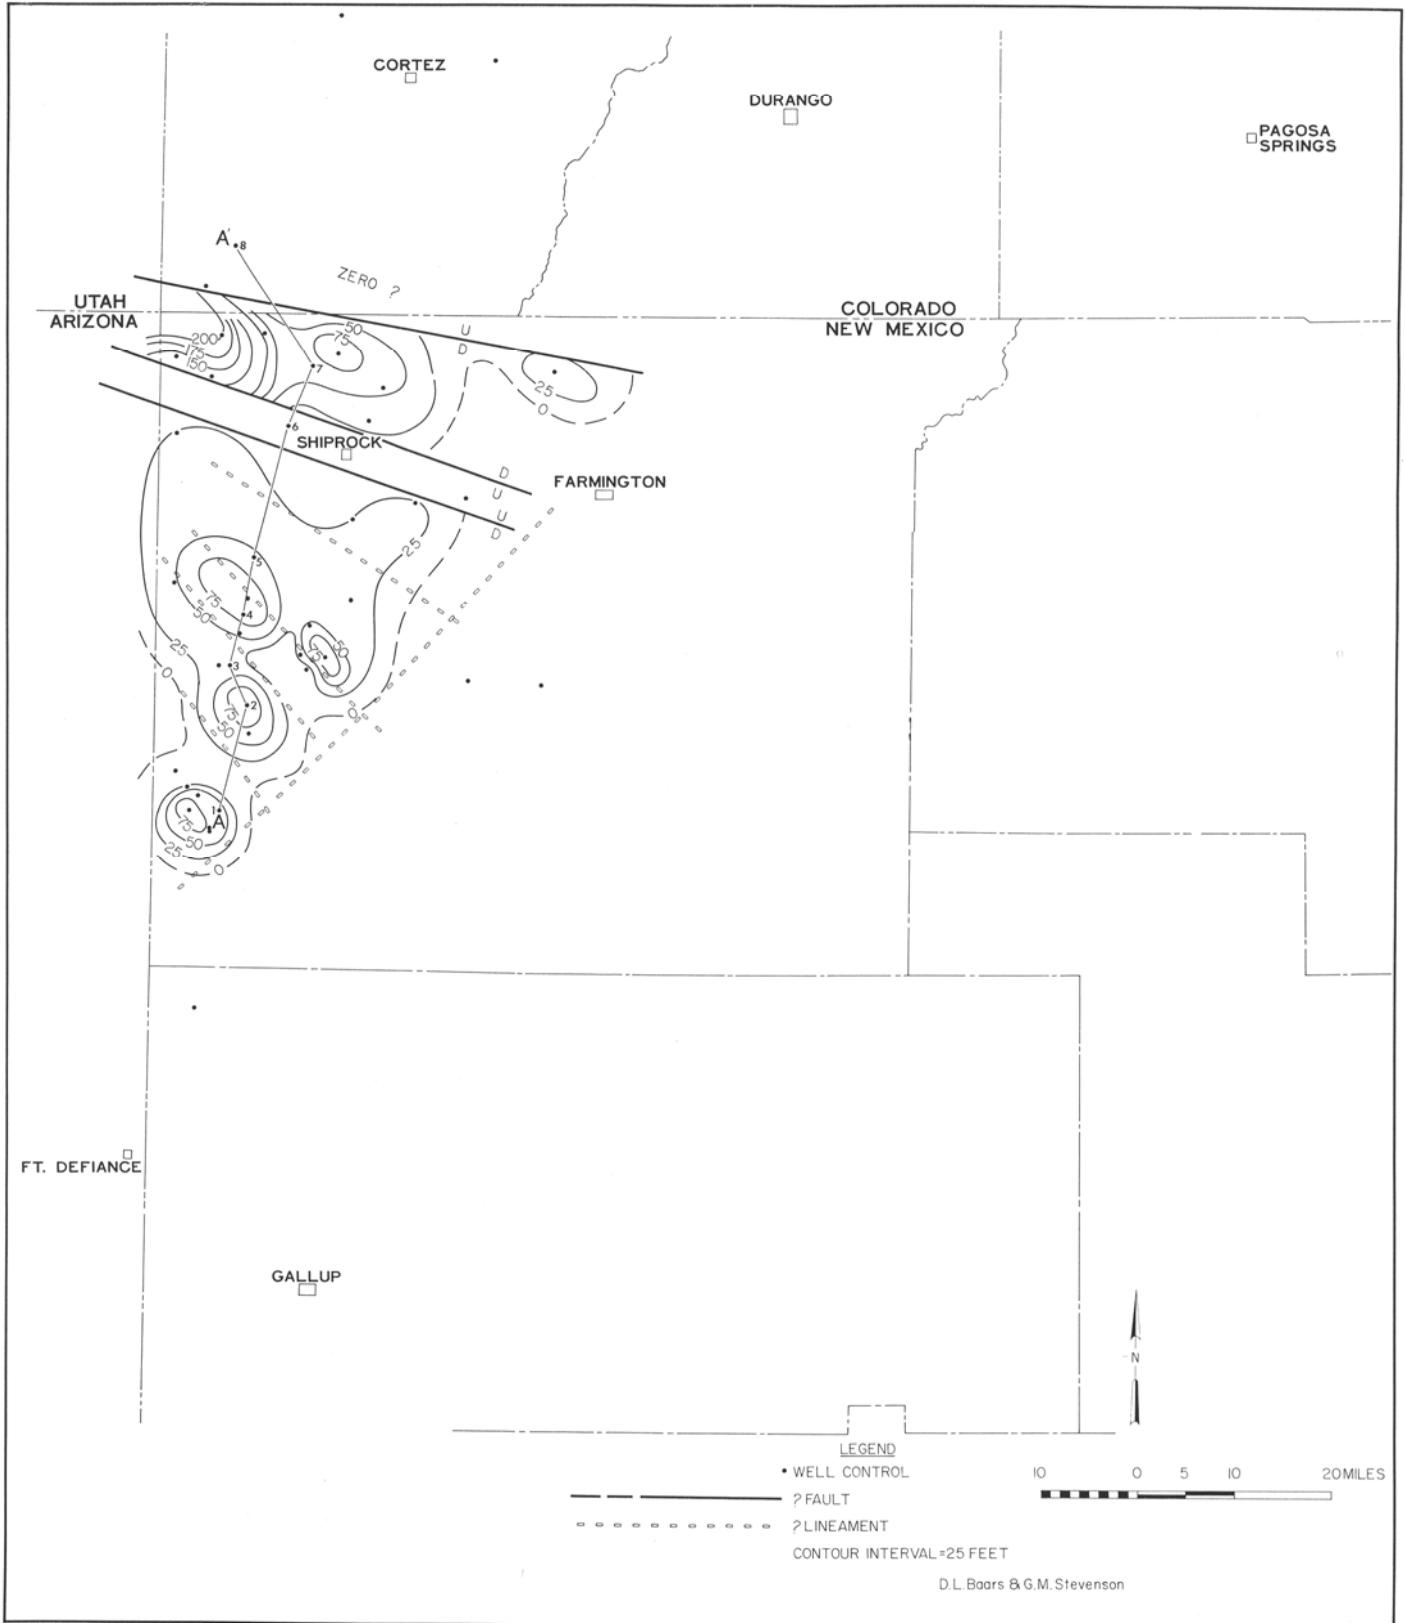 CORTEZ
DURANGO
PAGOSA
SPRINGS
A' 8
ZERO ?
UTAH
ARIZONA
COLORADO
NEW MEXICO
U
D
50
75
200
175
150
7
25
0
6
SHIPROCK
D
U
U
D
FARMINGTON
25
5
75
50
4
25
50
75
3
0
2
75
50
0
1
A
75
50
25
0
FT. DEFIANCE
GALLUP
N
LEGEND
WELL CONTROL
? FAULT
? LINEAMENT
CONTOUR INTERVAL=25 FEET
10 0 5 10 20 MILES
D.L. Baars & G.M. Stevenson